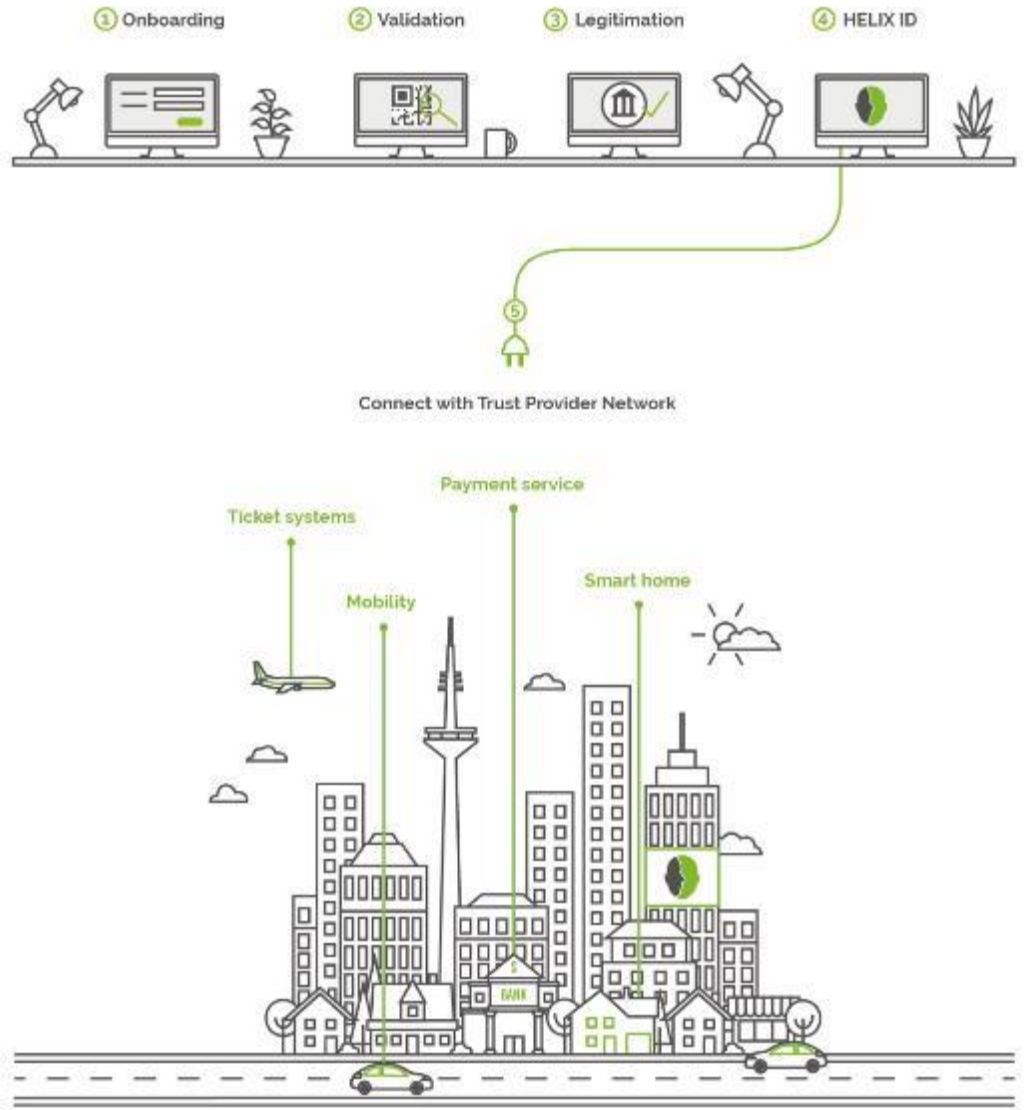 1 Onboarding
2 Validation
3 Legitimation
4 HELIX ID
5
Connect with Trust Provider Network
Payment service
Ticket systems
Smart home
Mobility
$
BANK